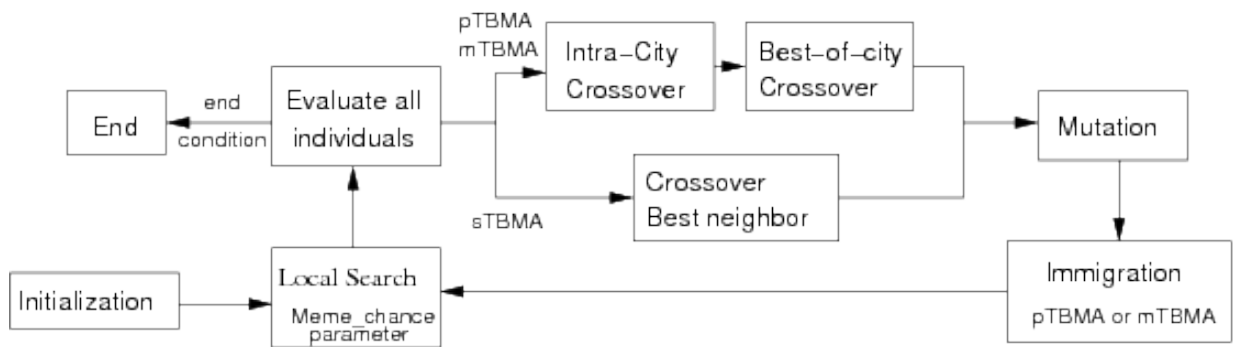 pTBMA
mTBMA
Intra-City
Crossover
Best-of-city
Crossover
End
end
condition
Evaluate all
individuals
Mutation
sTBMA
Crossover
Best neighbor
Initialization
Local Search
Meme_chance
parameter
Immigration
pTBMA or mTBMA